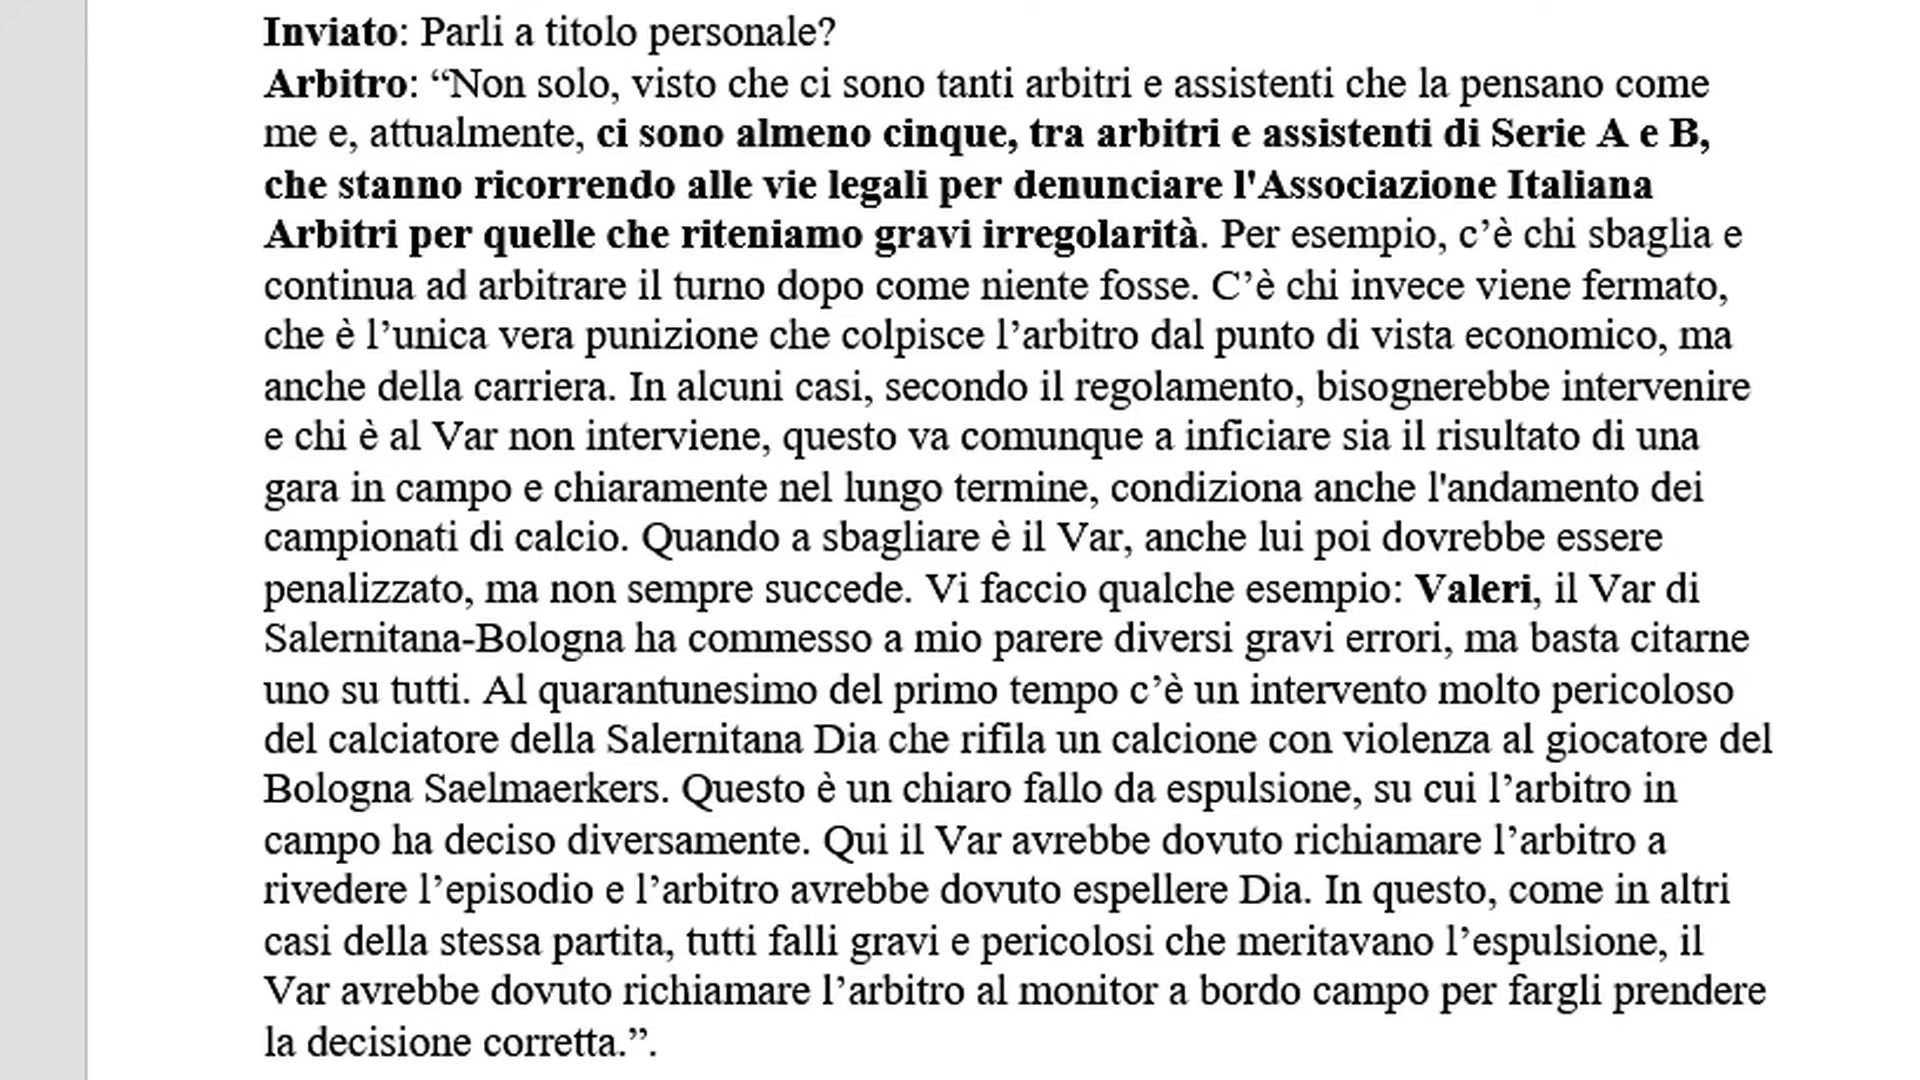 Inviato: Parli a titolo personale?
Arbitro: “Non solo, visto che ci sono tanti arbitri e assistenti che la pensano come
me e, attualmente, ci sono almeno cinque, tra arbitri e assistenti di Serie A e B,
che stanno ricorrendo alle vie legali per denunciare l'Associazione Italiana
Arbitri per quelle che riteniamo gravi irregolarità. Per esempio, c’è chi sbaglia e
continua ad arbitrare il turno dopo come niente fosse. C’è chi invece viene fermato,
che è l’unica vera punizione che colpisce l’arbitro dal punto di vista economico, ma
anche della carriera. In alcuni casi, secondo il regolamento, bisognerebbe intervenire
e chi è al Var non interviene, questo va comunque a inficiare sia il risultato di una
gara in campo e chiaramente nel lungo termine, condiziona anche l'andamento dei
campionati di calcio. Quando a sbagliare è il Var, anche lui poi dovrebbe essere
penalizzato, ma non sempre succede. Vi faccio qualche esempio: Valeri, il Var di
Salernitana-Bologna ha commesso a mio parere diversi gravi errori, ma basta citarne
uno su tutti. Al quarantunesimo del primo tempo c’è un intervento molto pericoloso
del calciatore della Salernitana Dia che rifila un calcione con violenza al giocatore del
Bologna Saelmaerkers. Questo è un chiaro fallo da espulsione, su cui l’arbitro in
campo ha deciso diversamente. Qui il Var avrebbe dovuto richiamare l’arbitro a
rivedere l’episodio e l’arbitro avrebbe dovuto espellere Dia. In questo, come in altri
casi della stessa partita, tutti falli gravi e pericolosi che meritavano l’espulsione, il
Var avrebbe dovuto richiamare l’arbitro al monitor a bordo campo per fargli prendere
la decisione corretta.”.